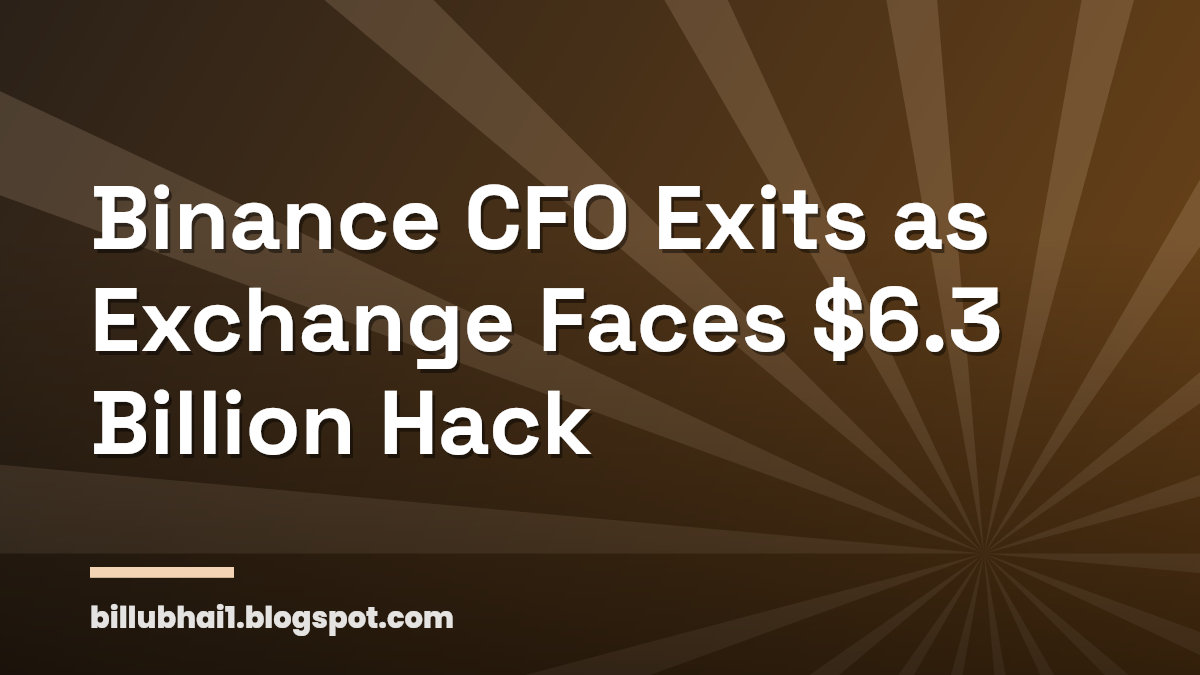 Binance CFO Exits as
Exchange Faces $6.3
Billion Hack
billubhai1.blogspot.com